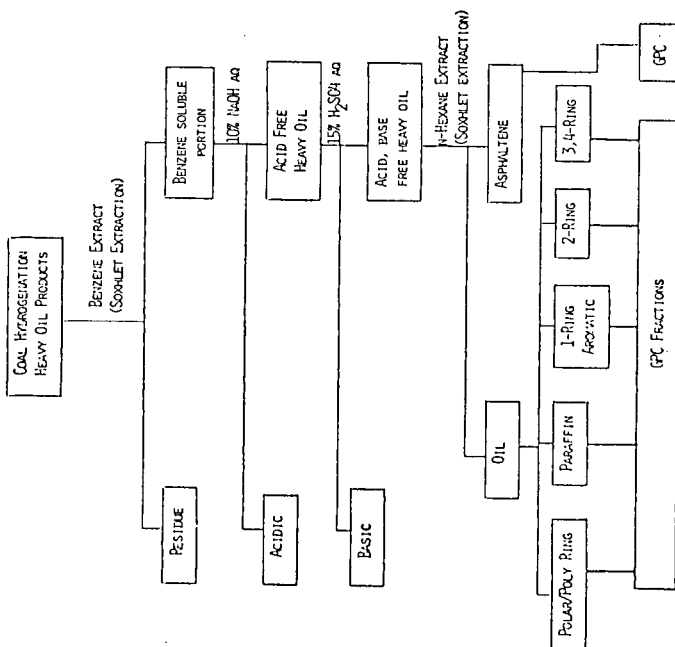 COAL HYDROGENATION
HEAVY OIL PRODUCTS
BENZENE EXTRACT
(SOXHLET EXTRACTION)
RESIDUE
BENZENE SOLUBLE
PORTION
10% NaOH AQ
ACIDIC
ACID FREE
HEAVY OIL
15% H2SO4 AQ
BASIC
ACID, BASE
FREE HEAVY OIL
N-HEXANE EXTRACT
(SOXHLET EXTRACTION)
OIL
ASPHALTENE
POLAR/POLY RING
PARAFFIN
1-RING
AROMATIC
2-RING
3,4-RING
GPC FRACTIONS
GPC